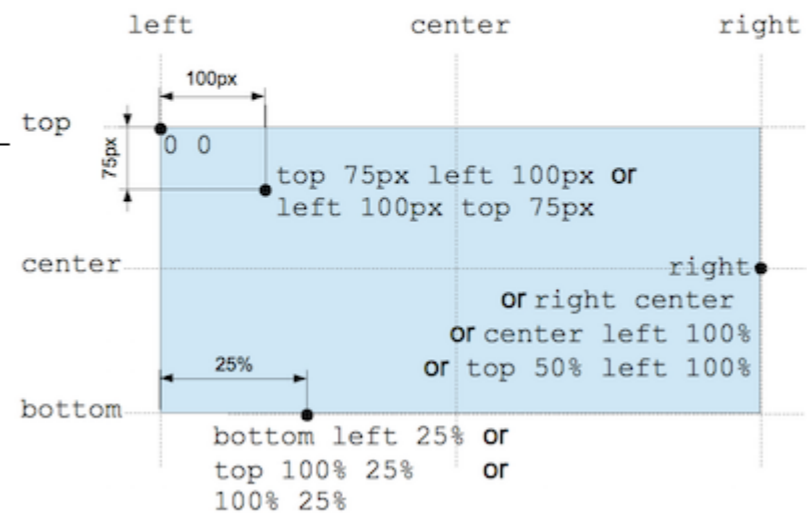 left center right
100px
top
75px
0 0
top 75px left 100px or
left 100px top 75px
center
right
or right center
or center left 100%
or top 50% left 100%
25%
bottom
bottom left 25% or
top 100% 25% or
100% 25%